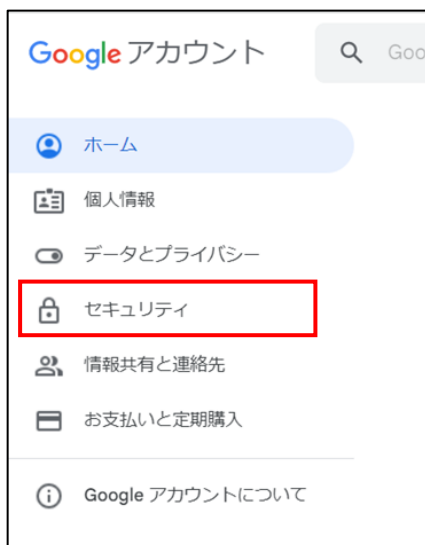 Google アカウント
Goo
ホーム
個人情報
データとプライバシー
セキュリティ
情報共有と連絡先
お支払いと定期購入
Google アカウントについて